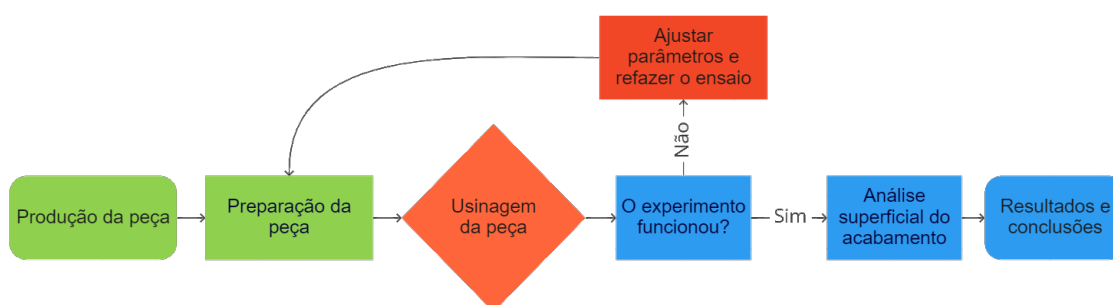 Ajustar
parâmetros e
refazer o ensaio
Não
Produção da peça
Preparação da
peça
Usinagem
da peça
O experimento
funcionou?
Sim
Análise
superficial do
acabamento
Resultados e
conclusões